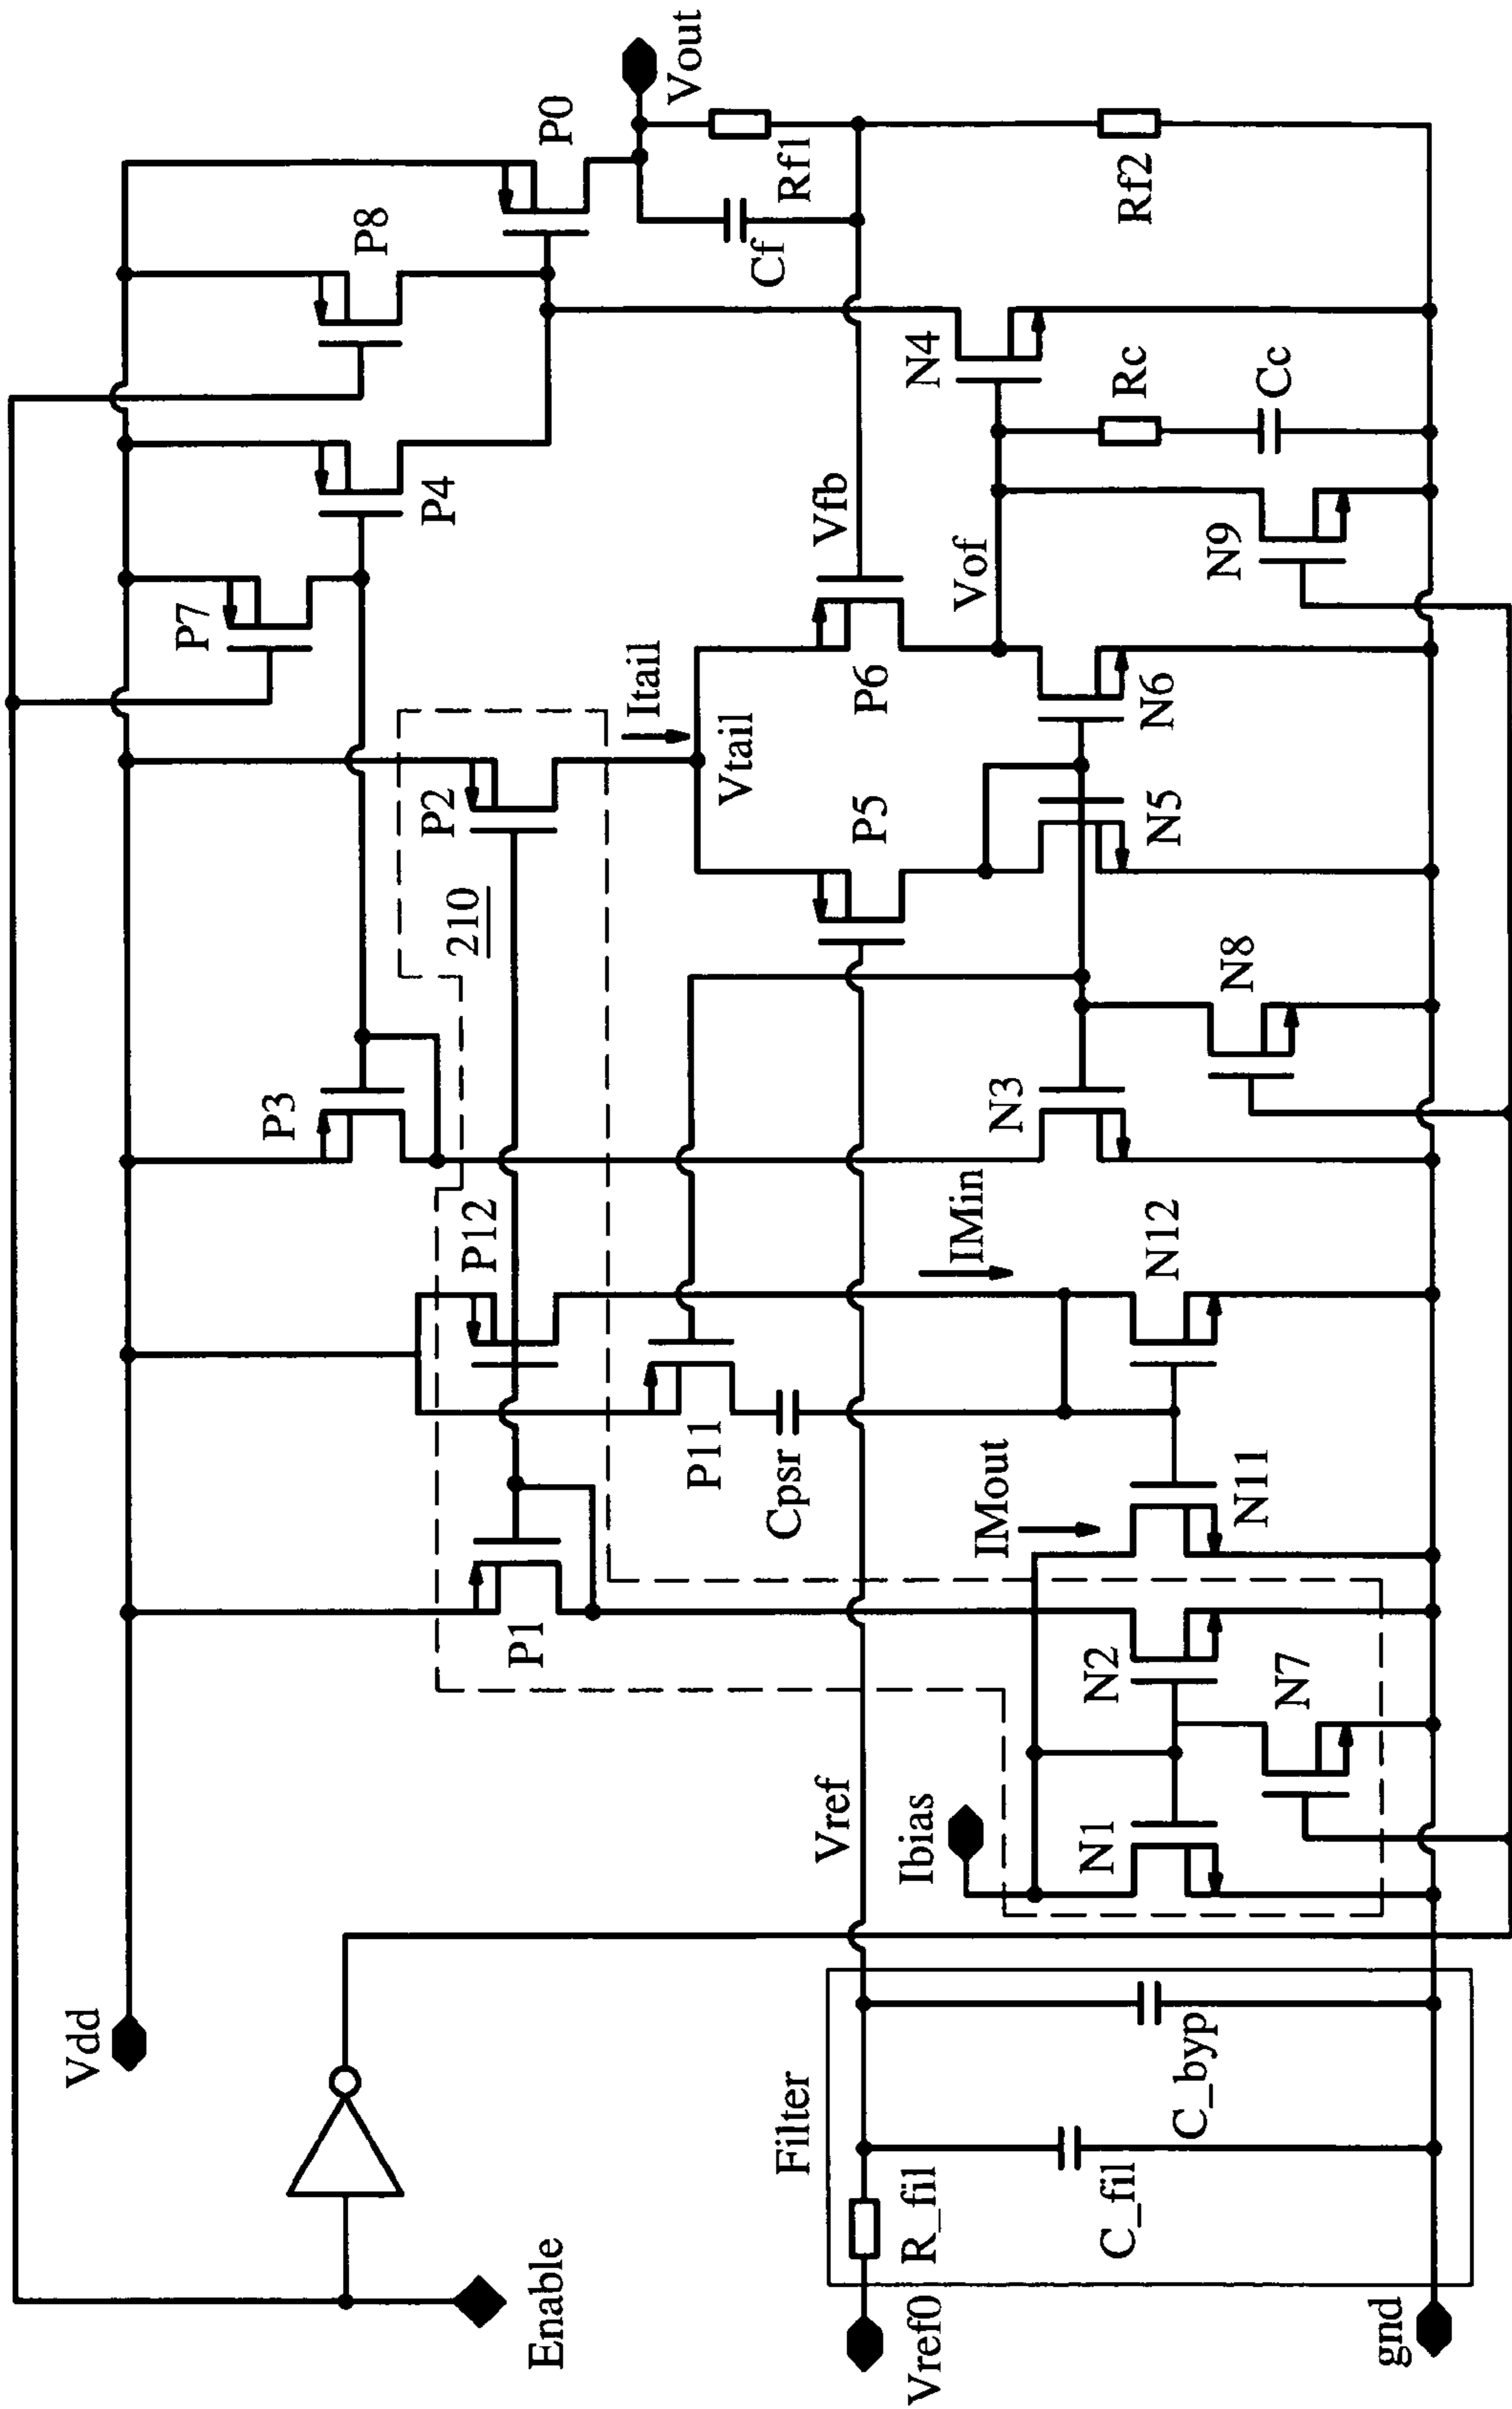 Vdd
Enable
Filter
Vref0
R_fil
C_fil
C_byp
gnd
Vref
Ibias
N1
N2
N7
P1
P11
Cpsr
IMout
N11
P12
IMin
N12
P3
N3
N8
210
P2
Itail
Vtail
P5
P6
N5
N6
P7
P4
P8
P0
Vfb
Vof
N4
N9
Rc
Cc
Cf
Rf1
Rf2
Vout